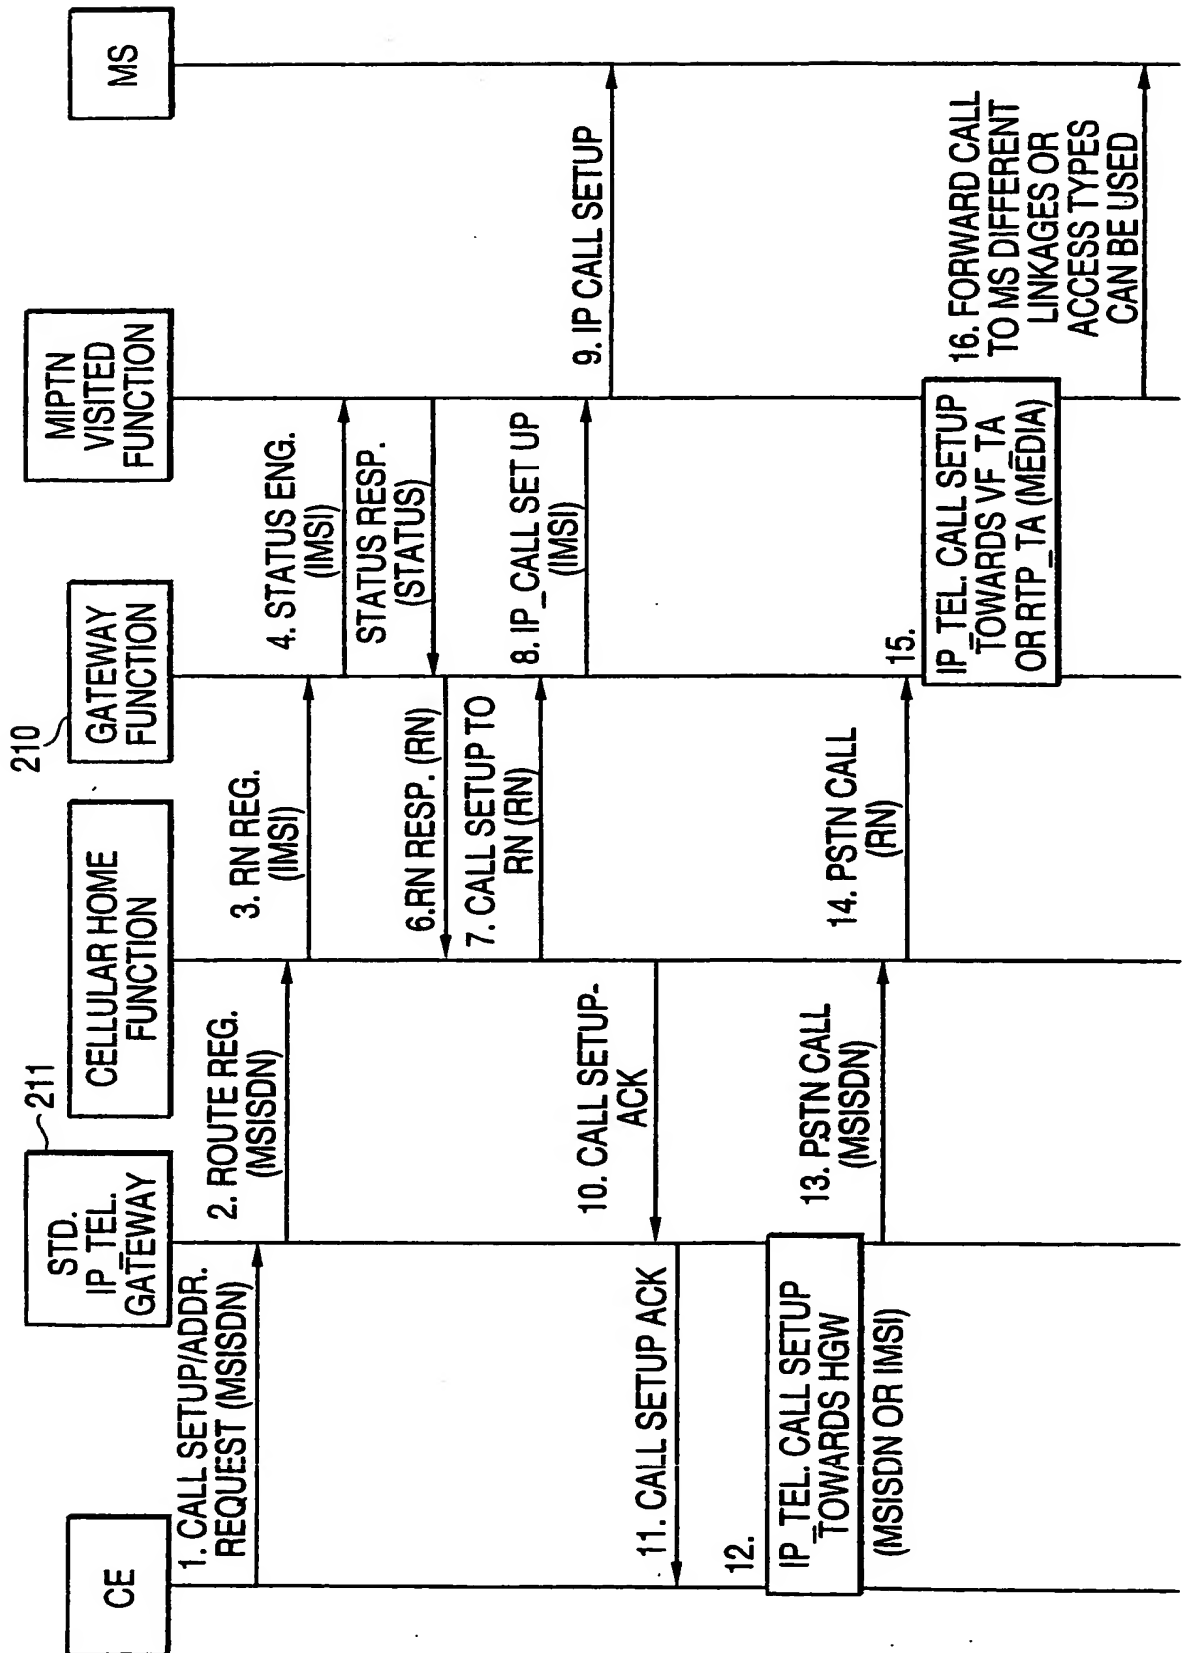 CE
STD.
IP_TEL.
GATEWAY
211
CELLULAR HOME
FUNCTION
210
GATEWAY
FUNCTION
MIPTN
VISITED
FUNCTION
MS
1. CALL SETUP/ADDR.
REQUEST (MSISDN)
2. ROUTE REG.
(MSISDN)
3. RN REG.
(IMSI)
4. STATUS ENG.
(IMSI)
STATUS RESP.
(STATUS)
6.RN RESP. (RN)
7. CALL SETUP TO
RN (RN)
8. IP_CALL SET UP
(IMSI)
9. IP CALL SETUP
10. CALL SETUP-
ACK
11. CALL SETUP ACK
12.
IP_TEL. CALL SETUP
TOWARDS HGW
(MSISDN OR IMSI)
13. PSTN CALL
(MSISDN)
14. PSTN CALL
(RN)
15.
IP_TEL. CALL SETUP
TOWARDS VF_TA
OR RTP_TA (MEDIA)
16. FORWARD CALL
TO MS DIFFERENT
LINKAGES OR
ACCESS TYPES
CAN BE USED